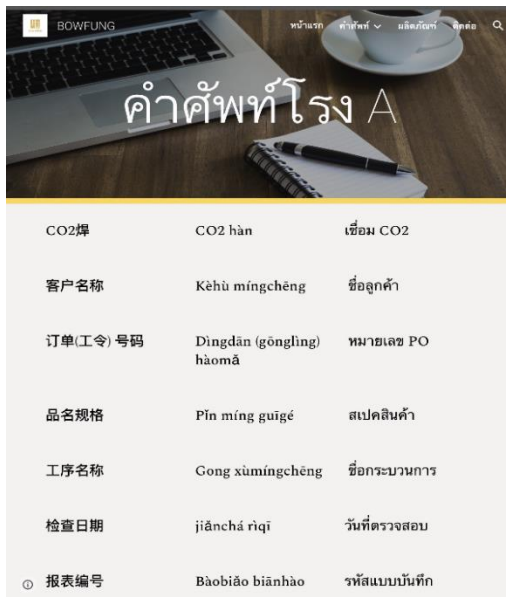 BOWFUNG
หน้าแรก คำศัพท์ ผลิตภัณฑ์ ติดต่อ
คำศัพท์โรง A
CO2焊 CO2 hàn เชื่อม CO2
客户名称 Kèhù míngchēng ชื่อลูกค้า
订单(工令) 号码 Dìngdān (gōnglìng) หมายเลข PO
hàomǎ
品名规格 Pǐn míng guīgé สเปคสินค้า
工序名称 Gong xùmíngchēng ชื่อกระบวนการ
检查日期 jiǎnchá rìqī วันที่ตรวจสอบ
报表编号 Bàobiǎo biānhào รหัสแบบบันทึก